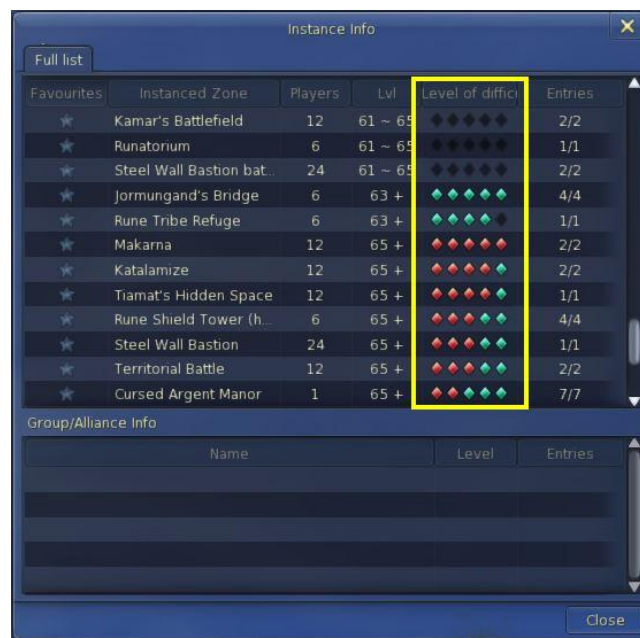 Instance Info
Full list
Favourites Instanced Zone Players Lvl Level of difficu Entries
Kamar's Battlefield 12 61 ~ 65 2/2
Runatorium 6 61 ~ 65 1/1
Steel Wall Bastion bat... 24 61 ~ 65 2/2
Jormungand's Bridge 6 63 + 4/4
Rune Tribe Refuge 6 63 + 1/1
Makarna 12 65 + 2/2
Katalamize 12 65 + 2/2
Tiamat's Hidden Space 12 65 + 1/1
Rune Shield Tower (h... 6 65 + 4/4
Steel Wall Bastion 24 65 + 1/1
Territorial Battle 12 65 + 2/2
Cursed Argent Manor 1 65 + 7/7
Group/Alliance Info
Name Level Entries
Close